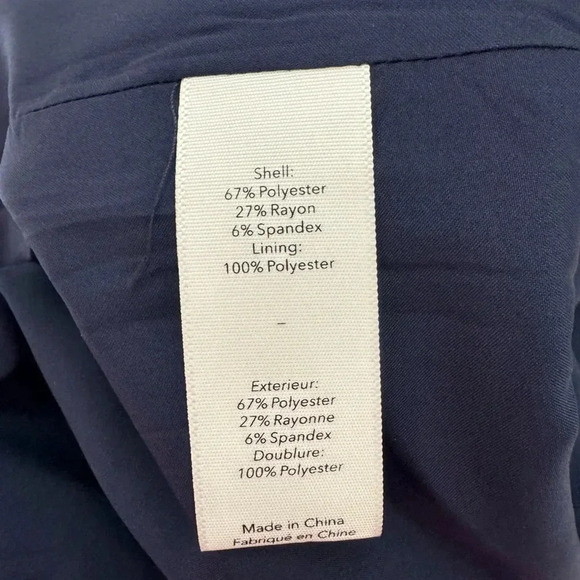 Shell:
67% Polyester
27% Rayon
6% Spandex
Lining:
100% Polyester
–
Exterieur:
67% Polyester
27% Rayonne
6% Spandex
Doublure:
100% Polyester
Made in China
Fabriqué en Chine